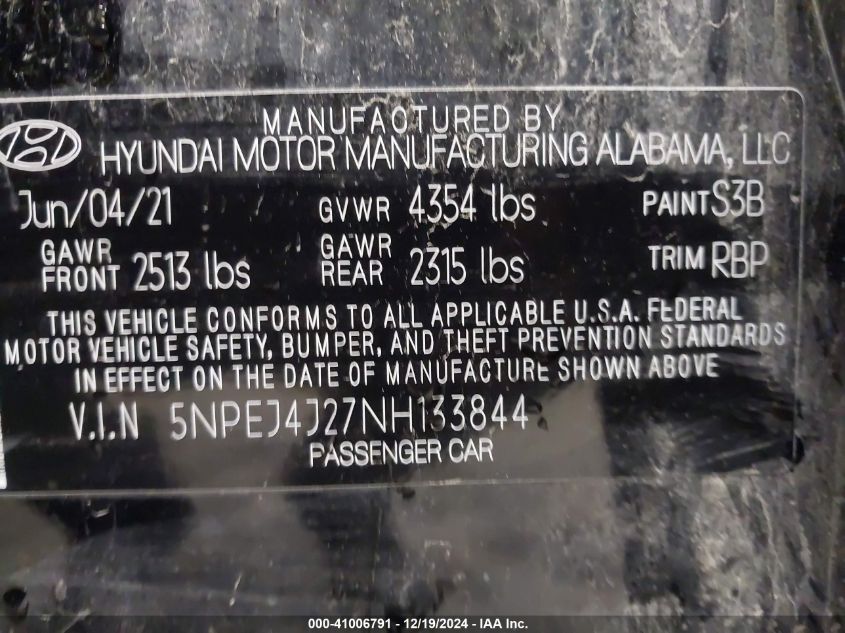 MANUFACTURED BY
HYUNDAI MOTOR MANUFACTURING ALABAMA, LLC
Jun/04/21 GVWR 4354 lbs PAINT S3B
GAWR FRONT 2513 lbs GAWR REAR 2315 lbs TRIM RBP
THIS VEHICLE CONFORMS TO ALL APPLICABLE U.S.A. FEDERAL
MOTOR VEHICLE SAFETY, BUMPER, AND THEFT PREVENTION STANDARDS
IN EFFECT ON THE DATE OF MANUFACTURE SHOWN ABOVE
V.I.N 5NPEJ4J27NH133844
PASSENGER CAR
000-41006791 - 12/19/2024 - IAA Inc.